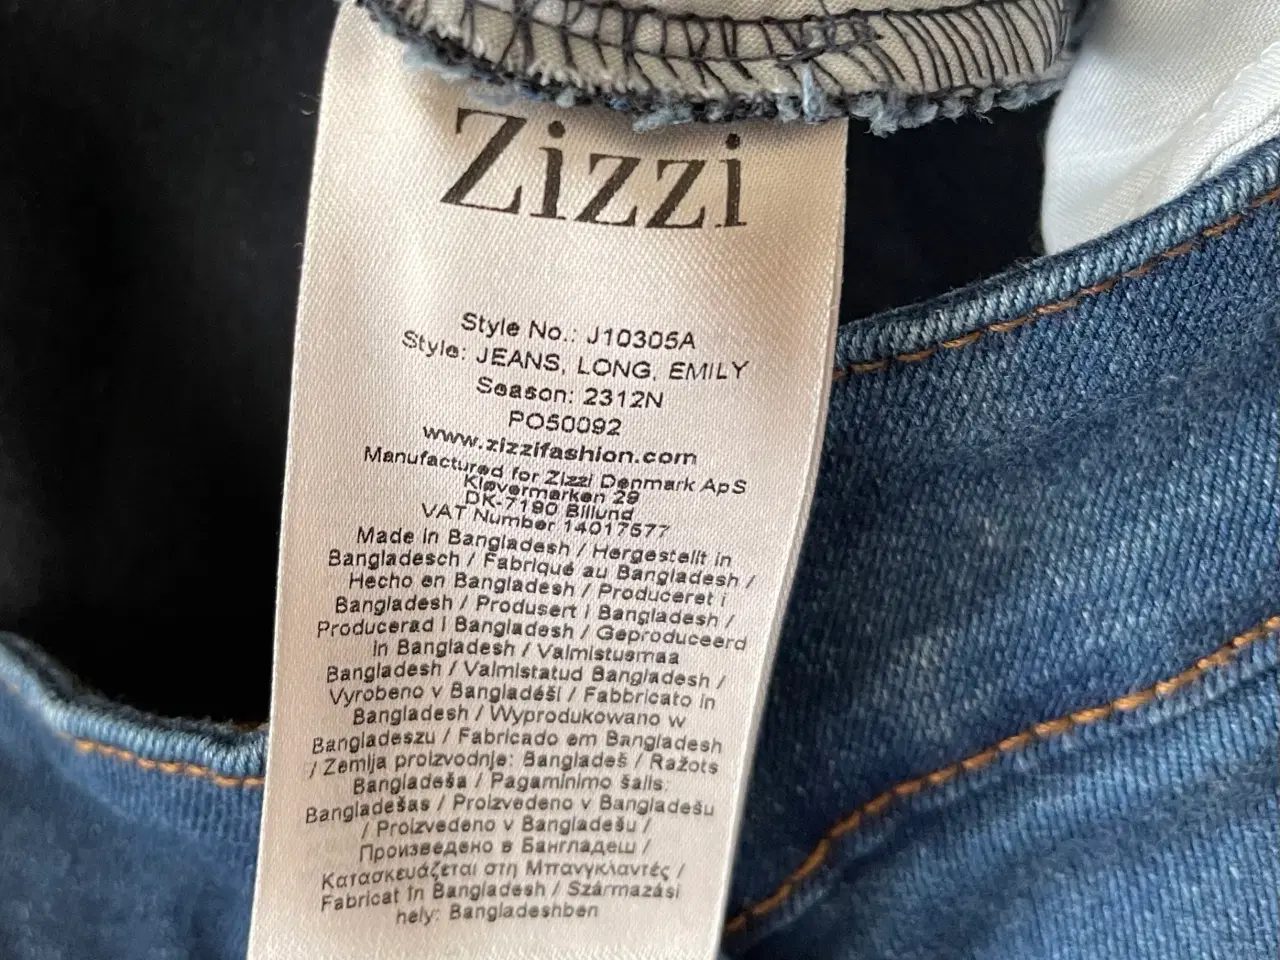 Zizzi
Style No.: J10305A
Style: JEANS, LONG, EMILY
Season: 2312N
PO50092
www.zizzifashion.com
Manufactured for Zizzi Denmark ApS
Kløvermarken 29
DK-7190 Billund
VAT Number 14017577
Made in Bangladesh / Hergestellt in
Bangladesch / Fabriqué au Bangladesh /
Hecho en Bangladesh / Produceret i
Bangladesh / Produsert i Bangladesh /
Producerad i Bangladesh / Geproduceerd
in Bangladesh / Valmistusmaa
Bangladesh / Valmistatud Bangladesh /
Vyrobeno v Bangladéši / Fabbricato in
Bangladesh / Wyprodukowano w
Bangladeszu / Fabricado em Bangladesh
/ Zemlja proizvodnje: Bangladeš / Ražots
Bangladeša / Pagaminimo šalis:
Bangladešas / Proizvedeno v Bangladešu
/ Proizvedeno v Bangladešu /
Произведено в Бангладеш /
Κατασκευάζεται στη Μπανγκλαντές /
Fabricat în Bangladesh / Származási
hely: Bangladeshben